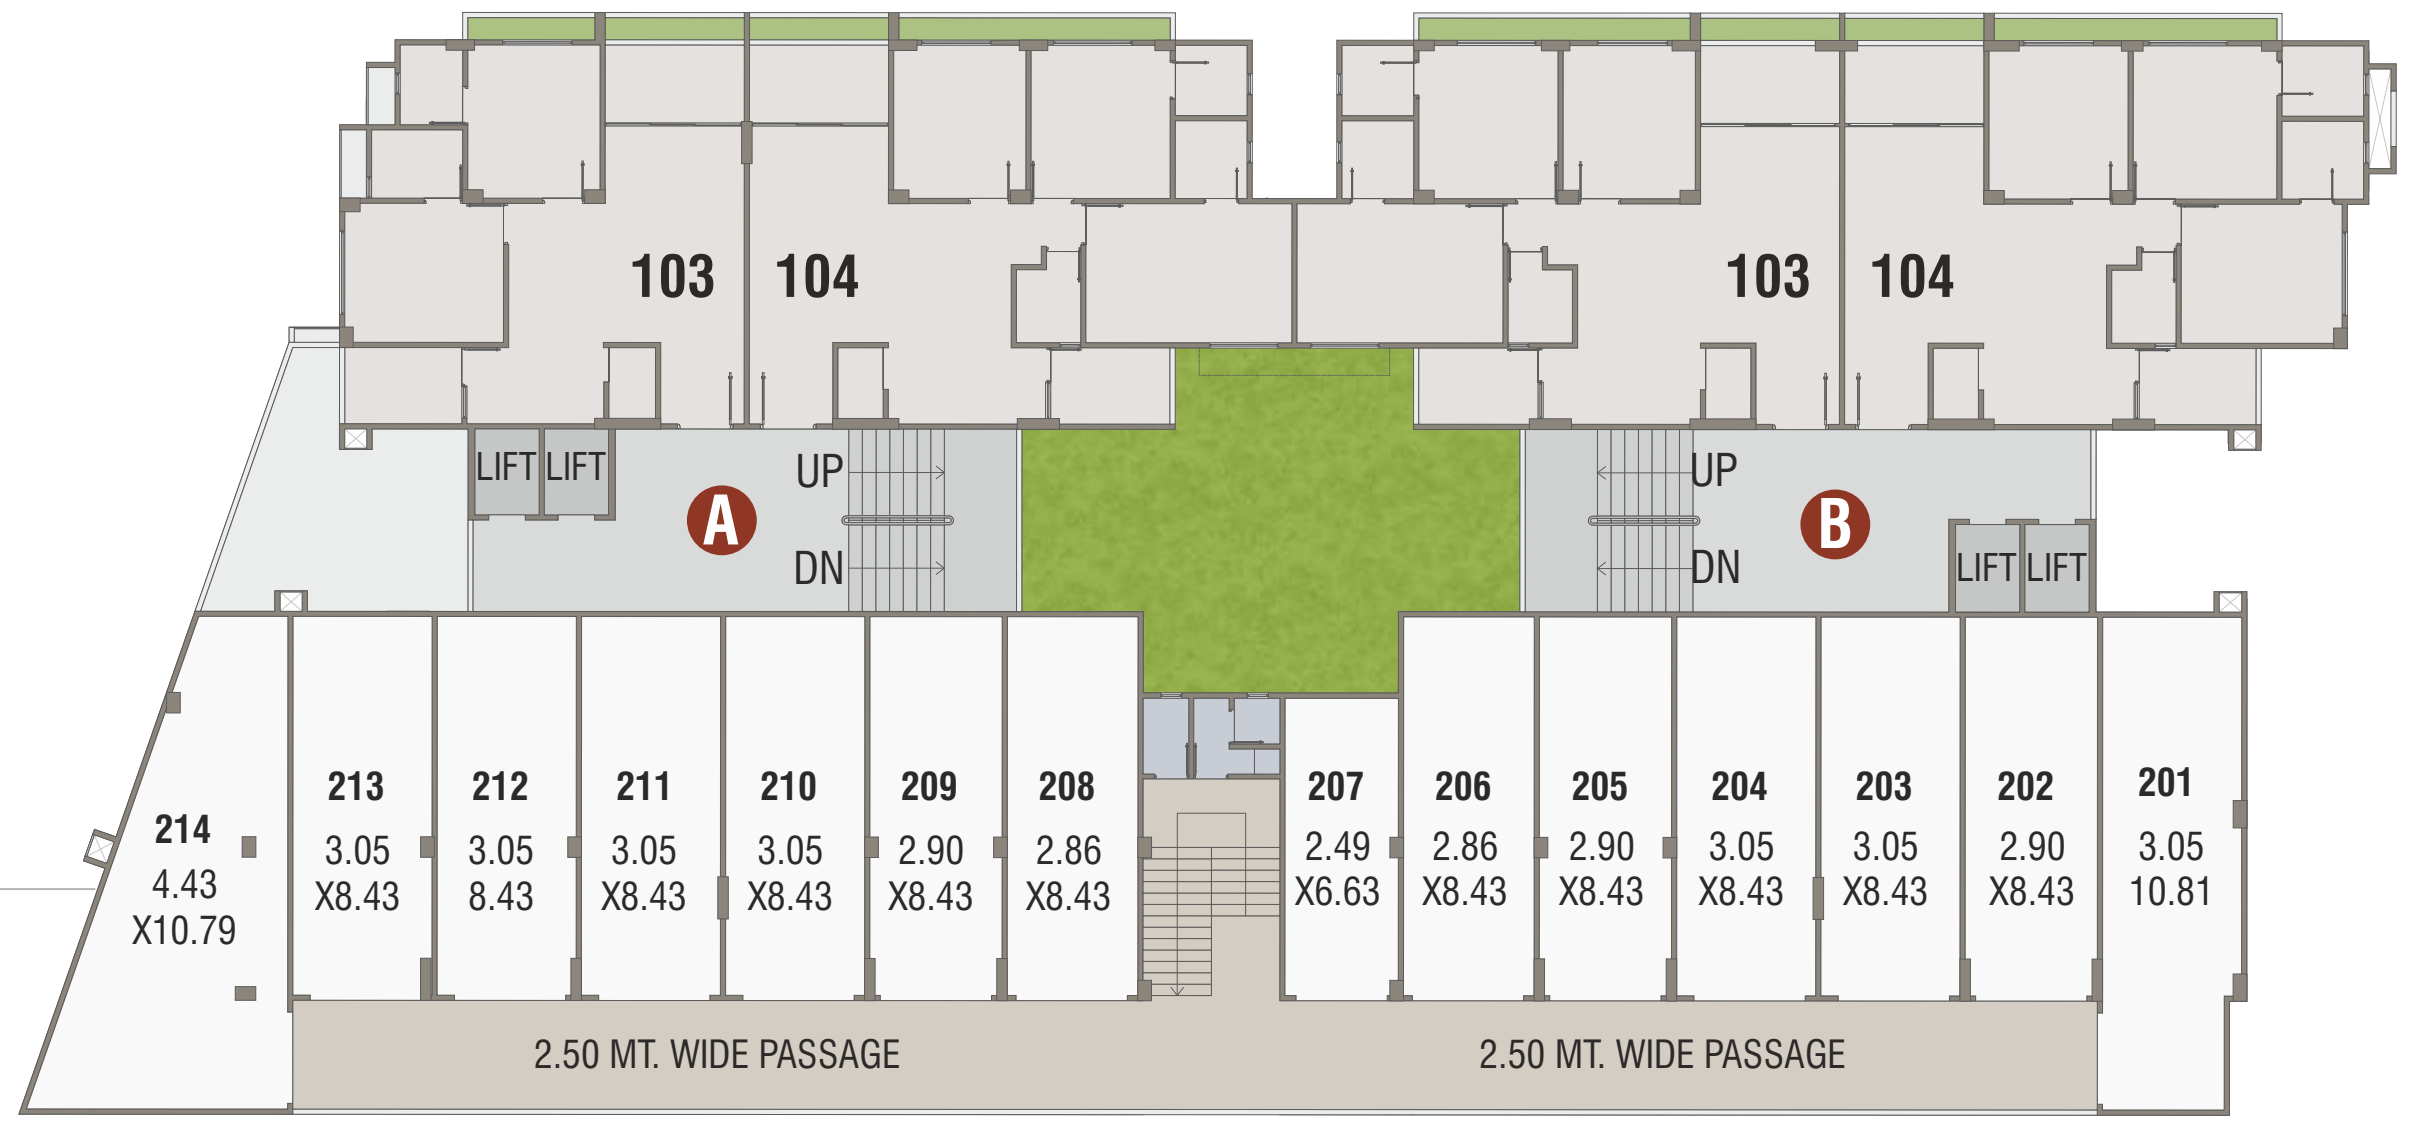 103
104
103
104
LIFT
LIFT
UP
DN
A
UP
DN
B
LIFT
LIFT
214
4.43
X10.79
213
3.05
X8.43
212
3.05
8.43
211
3.05
X8.43
210
3.05
X8.43
209
2.90
X8.43
208
2.86
X8.43
207
2.49
X6.63
206
2.86
X8.43
205
2.90
X8.43
204
3.05
X8.43
203
3.05
X8.43
202
2.90
X8.43
201
3.05
10.81
2.50 MT. WIDE PASSAGE
2.50 MT. WIDE PASSAGE